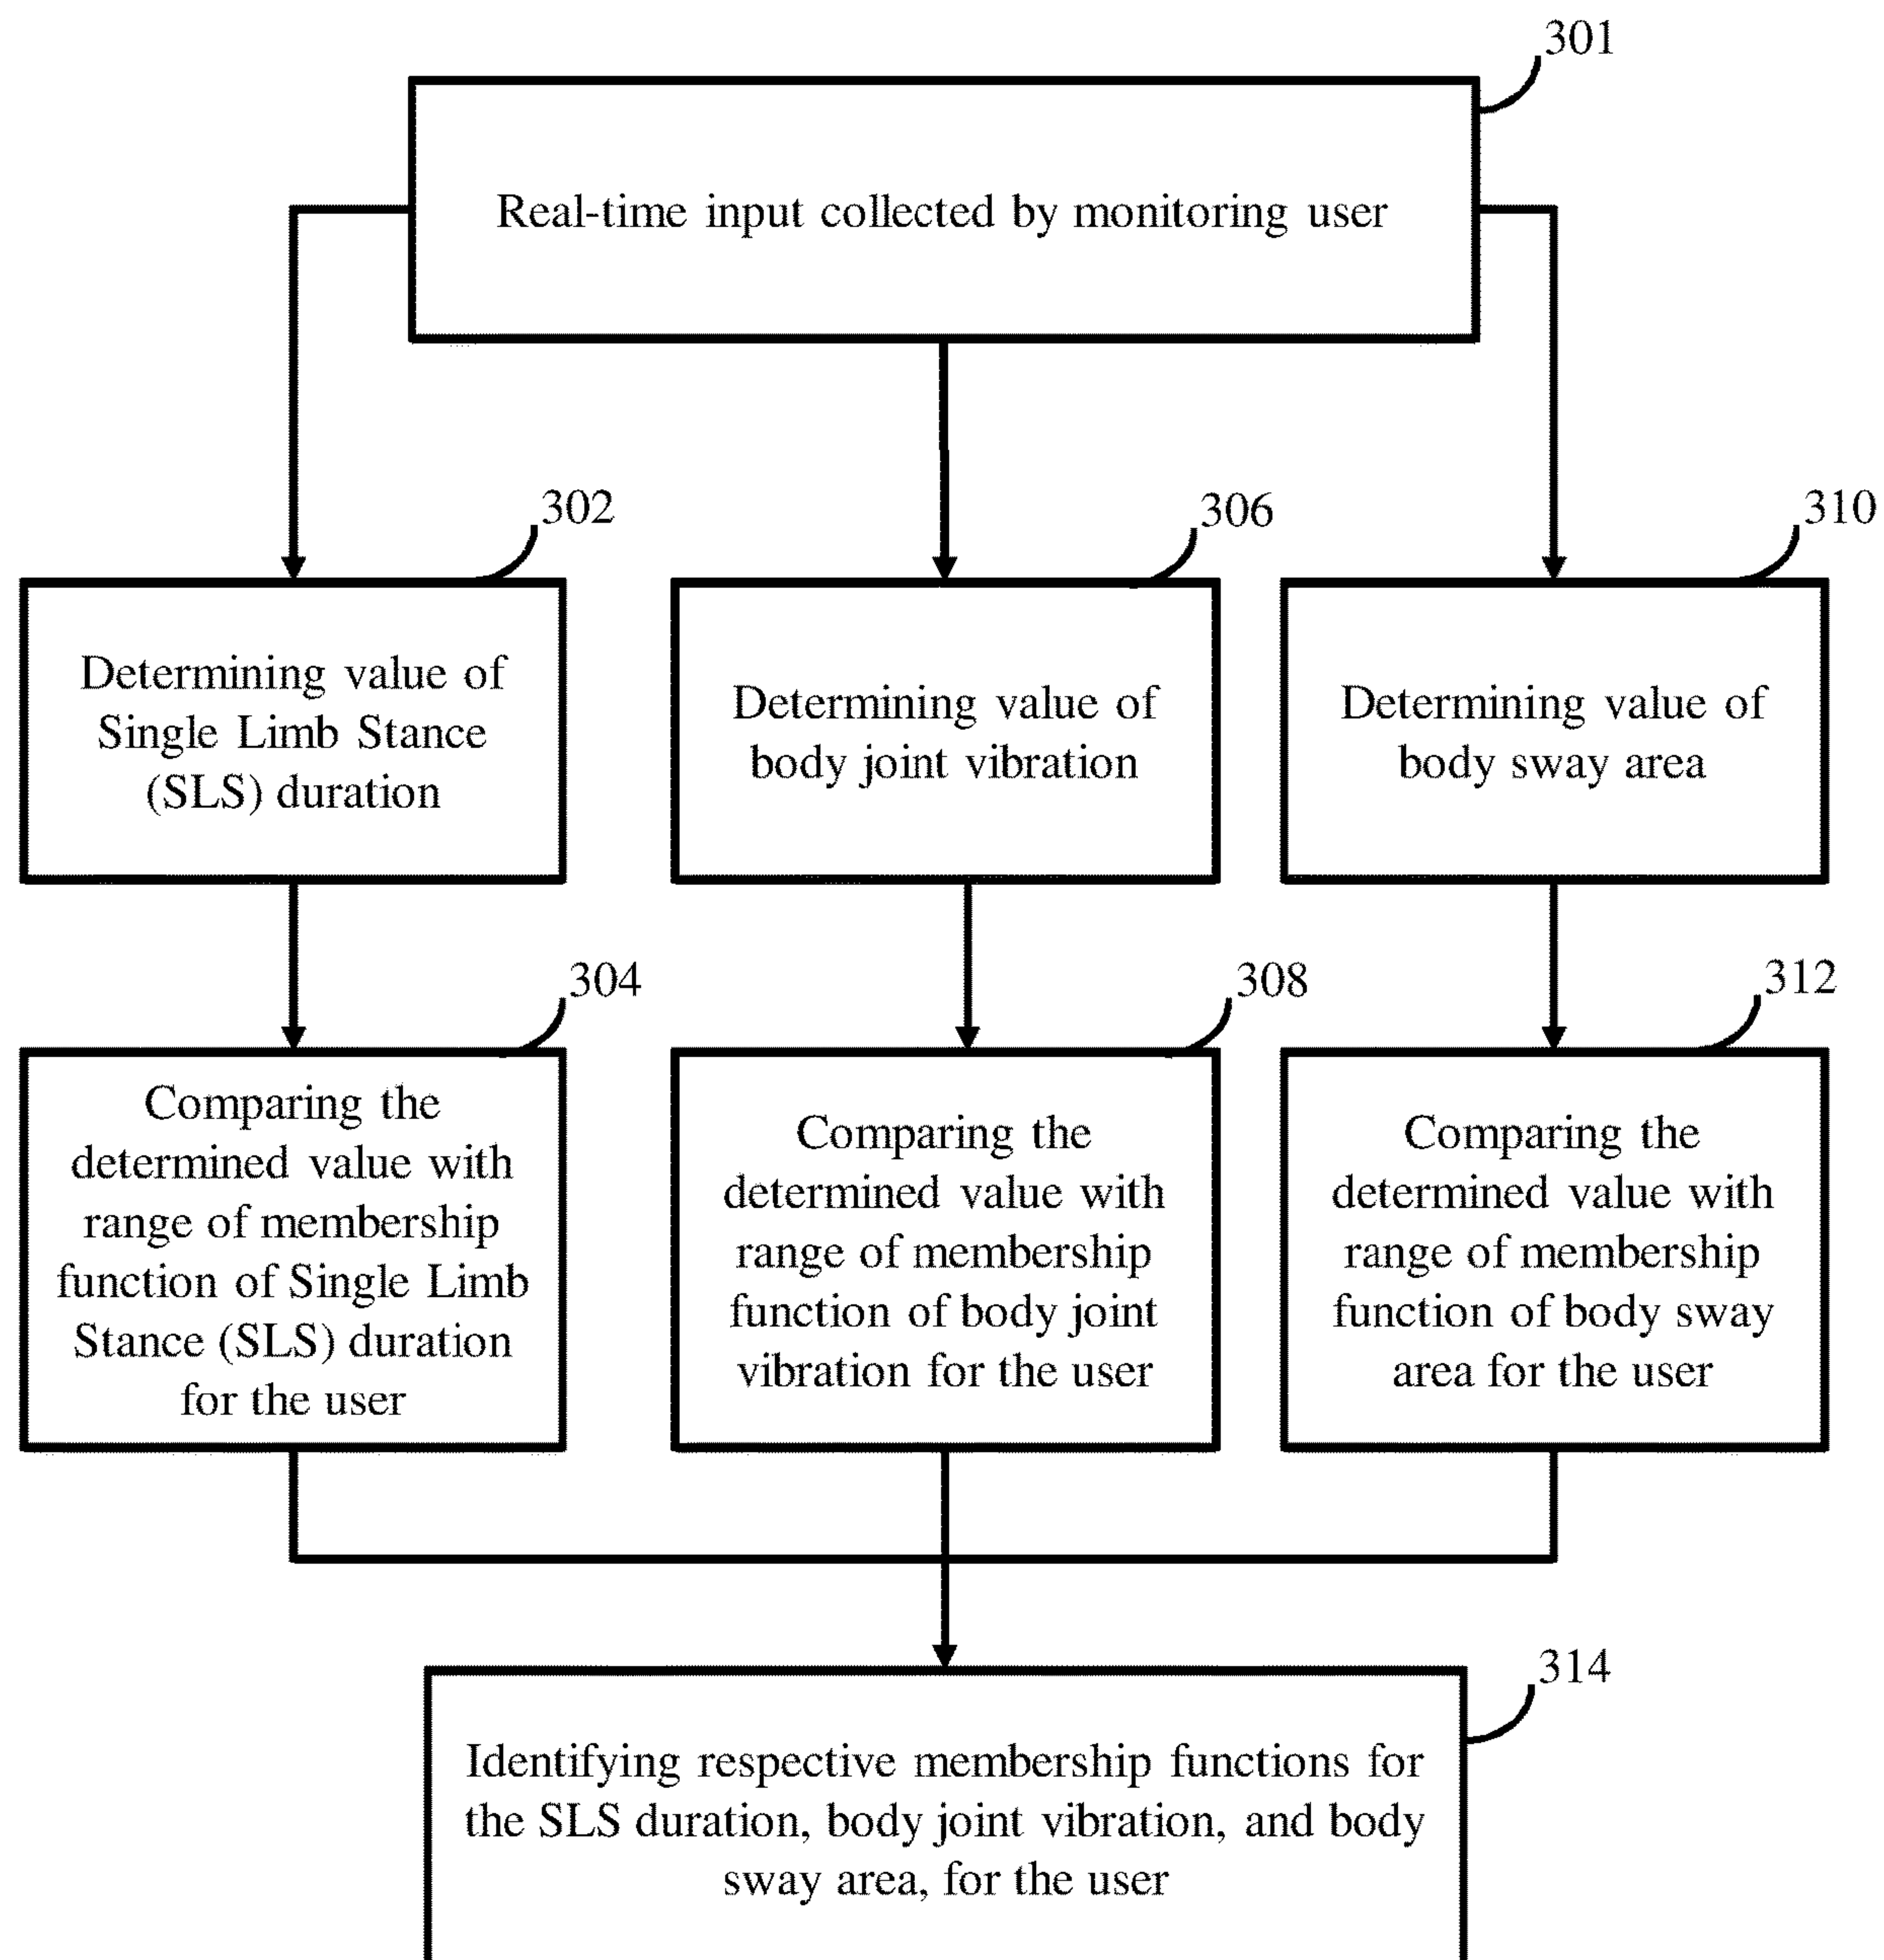 301
Real-time input collected by monitoring user
302
Determining value of
Single Limb Stance
(SLS) duration
306
Determining value of
body joint vibration
310
Determining value of
body sway area
304
Comparing the
determined value with
range of membership
function of Single Limb
Stance (SLS) duration
for the user
308
Comparing the
determined value with
range of membership
function of body joint
vibration for the user
312
Comparing the
determined value with
range of membership
function of body sway
area for the user
314
Identifying respective membership functions for
the SLS duration, body joint vibration, and body
sway area, for the user